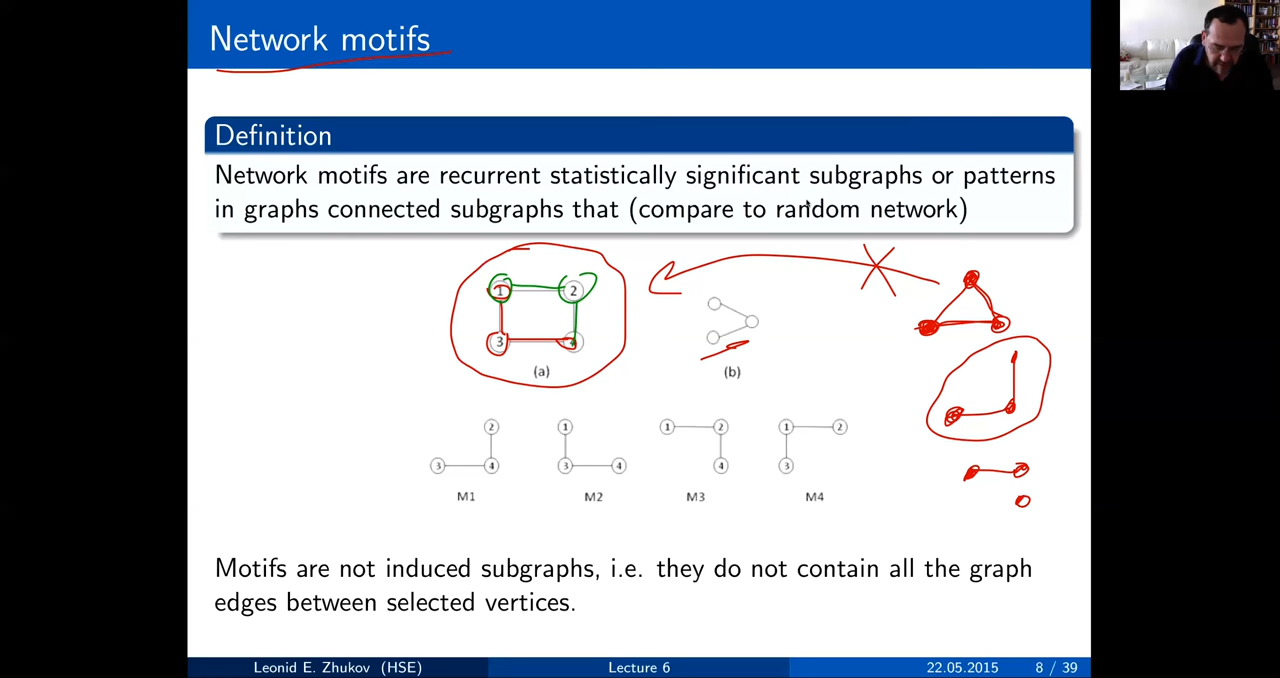 Network motifs
Definition
Network motifs are recurrent statistically significant subgraphs or patterns
in graphs connected subgraphs that (compare to random network)
1 2
3
(a) (b)
2 1 1 2 1 2
3 4 3 4 4 3
M1 M2 M3 M4
Motifs are not induced subgraphs, i.e. they do not contain all the graph
edges between selected vertices.
Leonid E. Zhukov (HSE) Lecture 6 22.05.2015 8 / 39